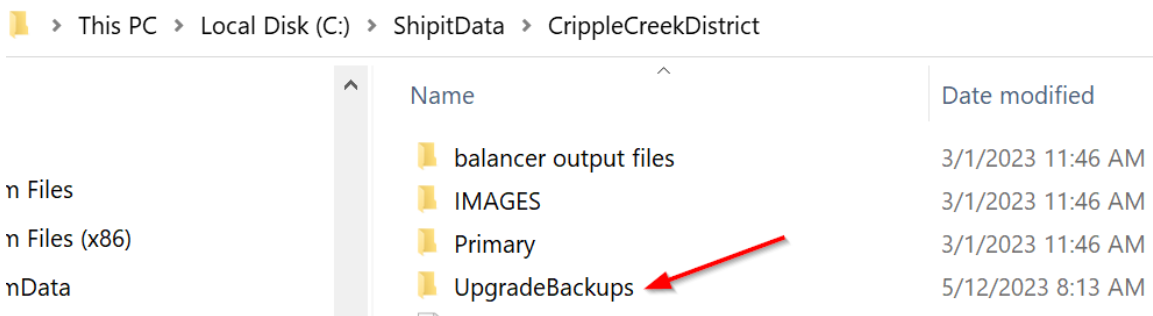 This PC > Local Disk (C:) > ShipitData > CrippleCreekDistrict
Name Date modified
balancer output files 3/1/2023 11:46 AM
m Files
IMAGES 3/1/2023 11:46 AM
m Files (x86)
Primary 3/1/2023 11:46 AM
mData
UpgradeBackups 5/12/2023 8:13 AM